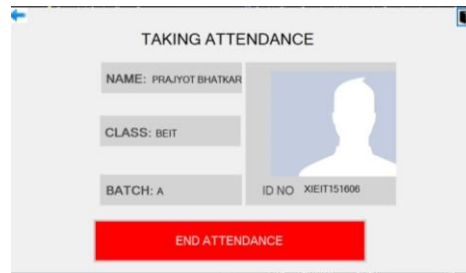 TAKING ATTENDANCE
NAME: PRAJYOT BHATKAR
CLASS: BEIT
BATCH: A
ID NO XIEIT151606
END ATTENDANCE